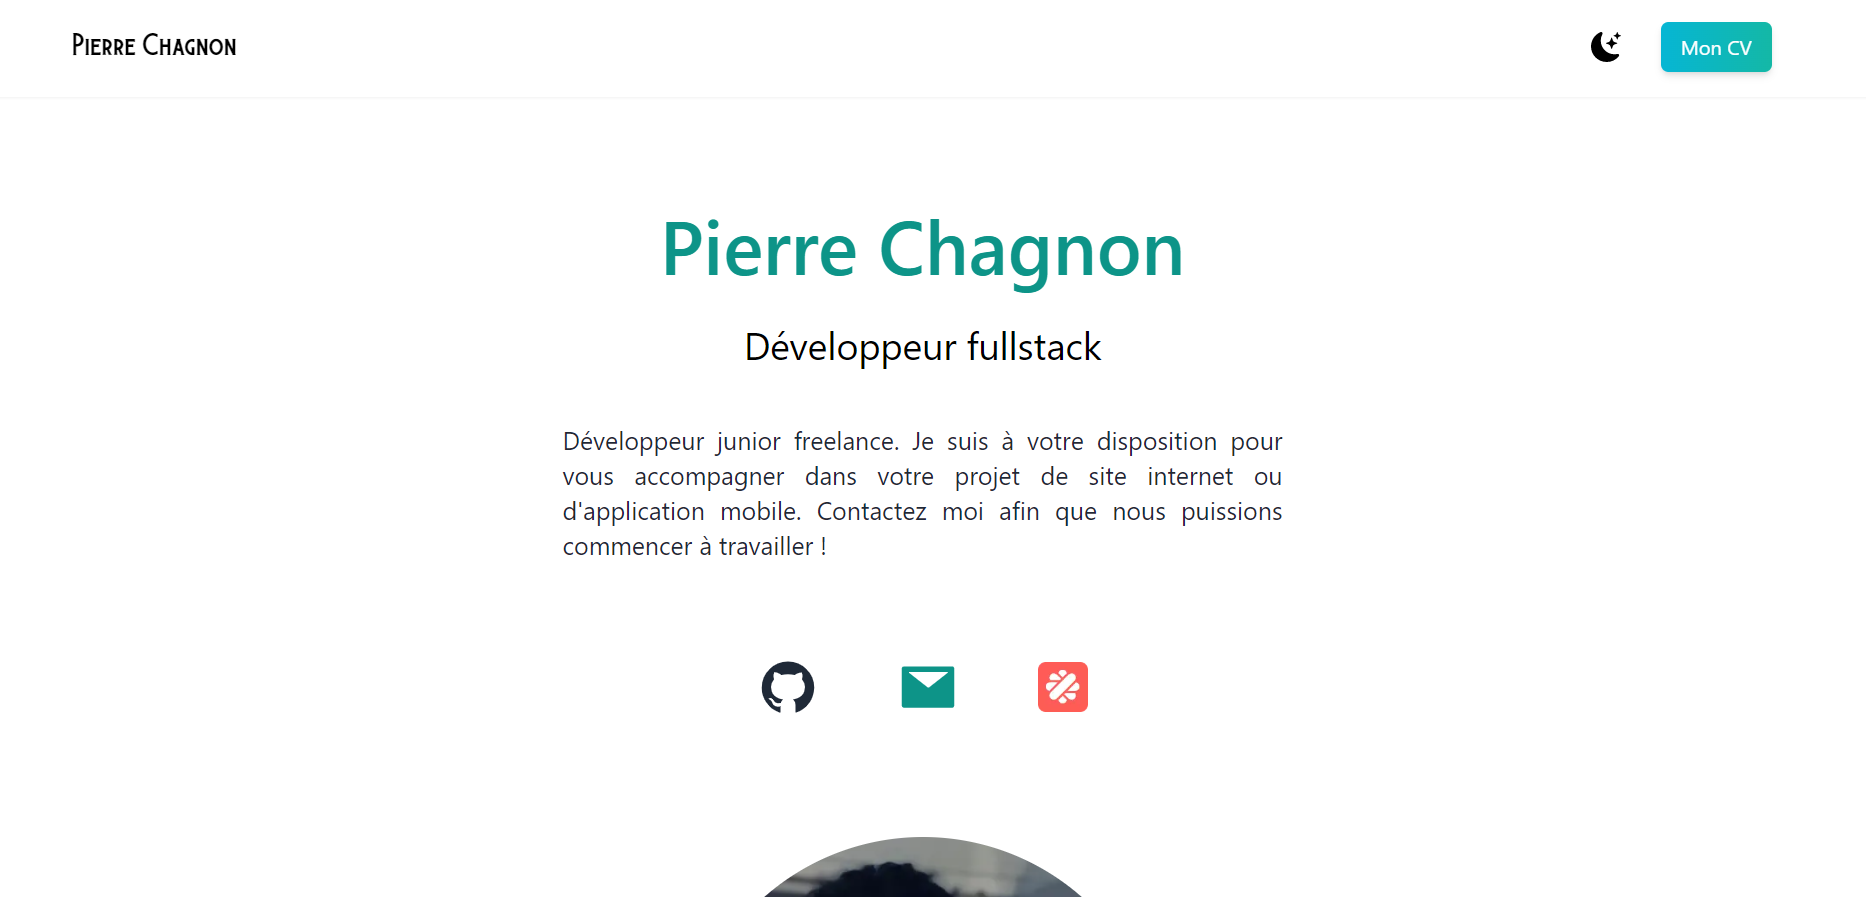 Pierre Chagnon
Mon CV
Pierre Chagnon
Développeur fullstack
Développeur junior freelance. Je suis à votre disposition pour
vous accompagner dans votre projet de site internet ou
d'application mobile. Contactez moi afin que nous puissions
commencer à travailler !